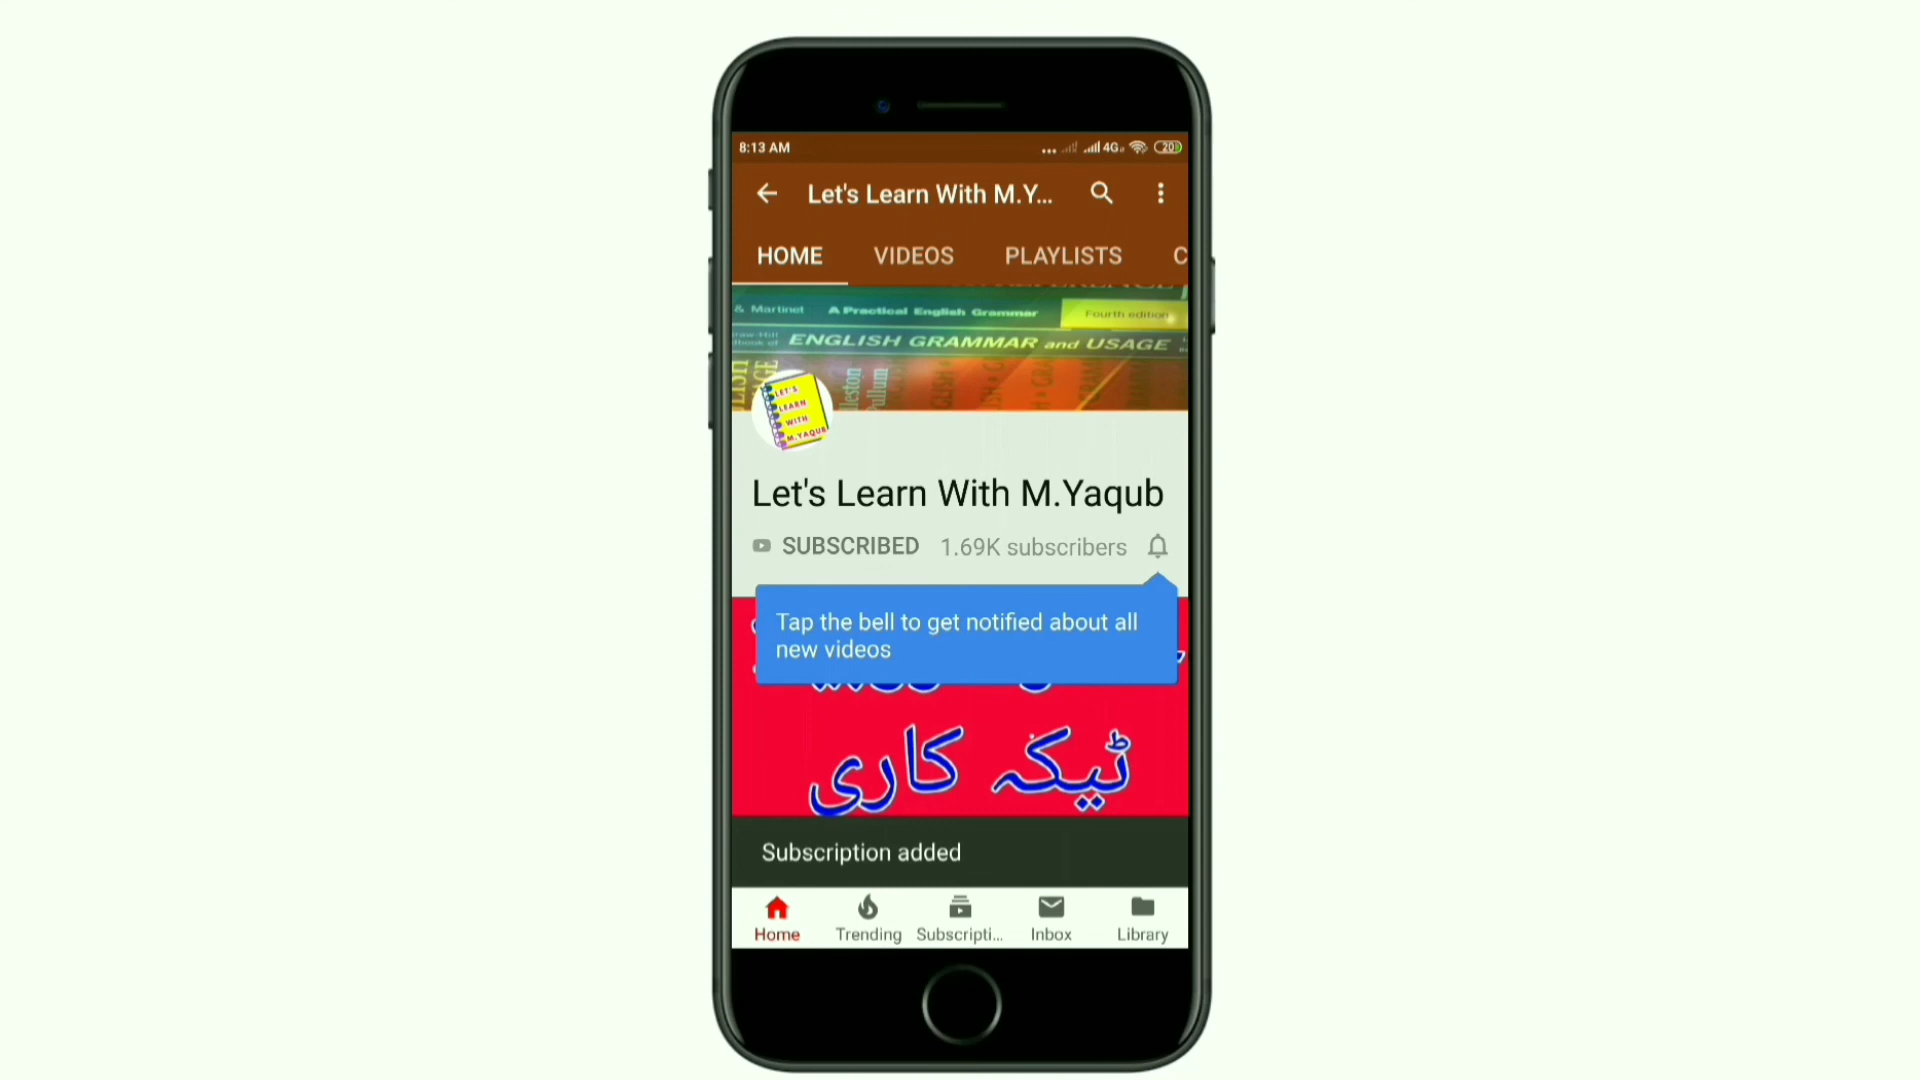 8:13 AM
4G
20
Let's Learn With M.Y...
HOME VIDEOS PLAYLISTS C
& Martinet A Practical English Grammar Fourth edition
ENGLISH GRAMMAR and USAGE
LET'S
LEARN
WITH
M.YAQUB
Let's Learn With M.Yaqub
SUBSCRIBED 1.69K subscribers
Tap the bell to get notified about all
new videos
ٹیکہ کاری
Subscription added
Home Trending Subscripti... Inbox Library